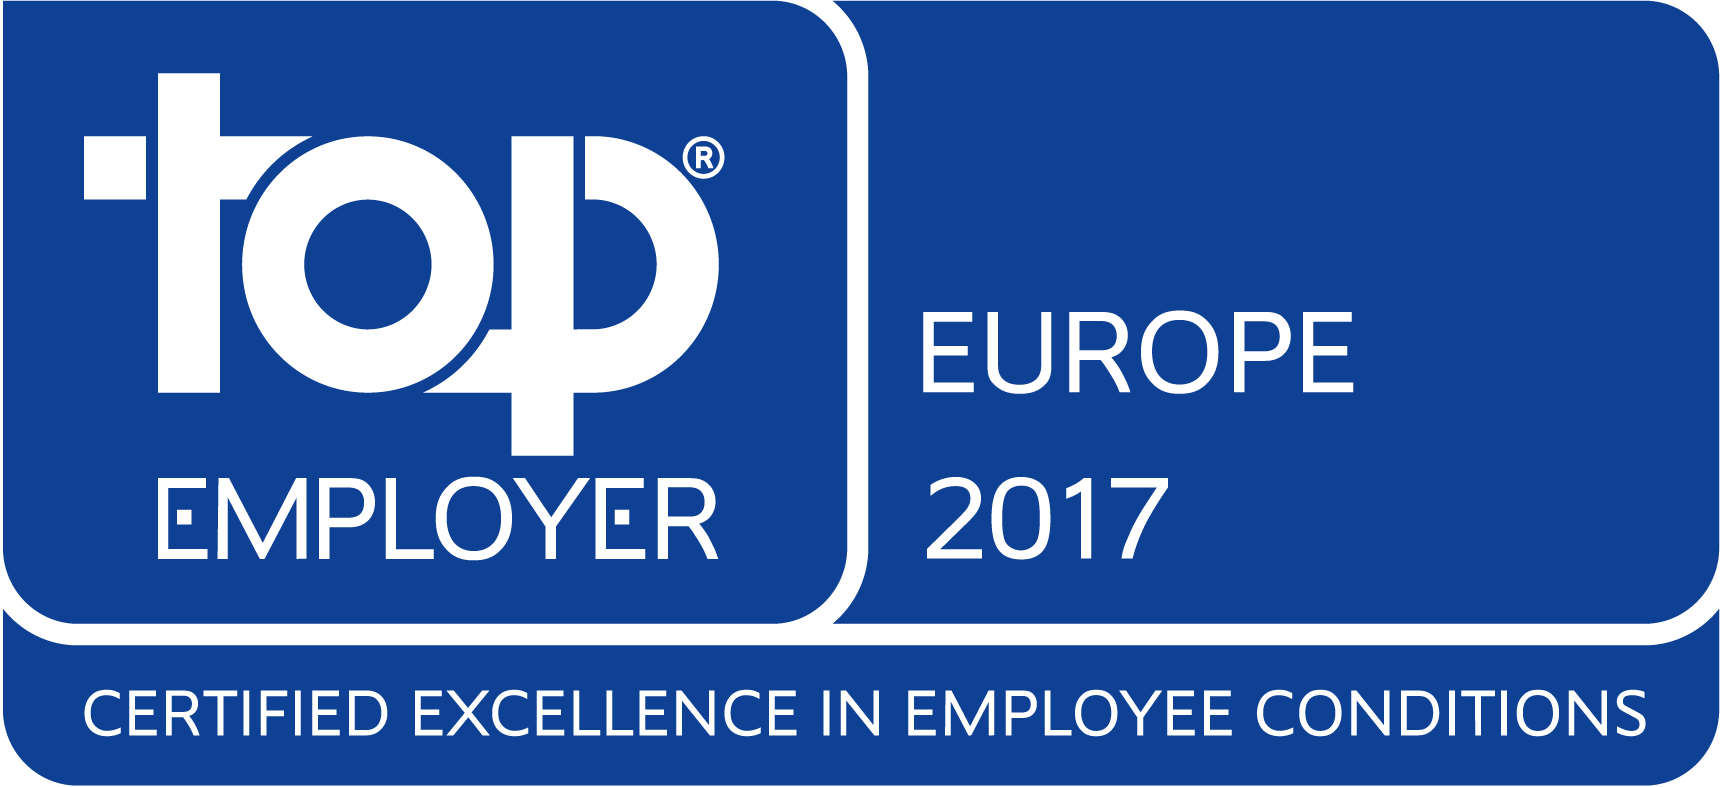 top®
EMPLOYER
EUROPE
2017
CERTIFIED EXCELLENCE IN EMPLOYEE CONDITIONS